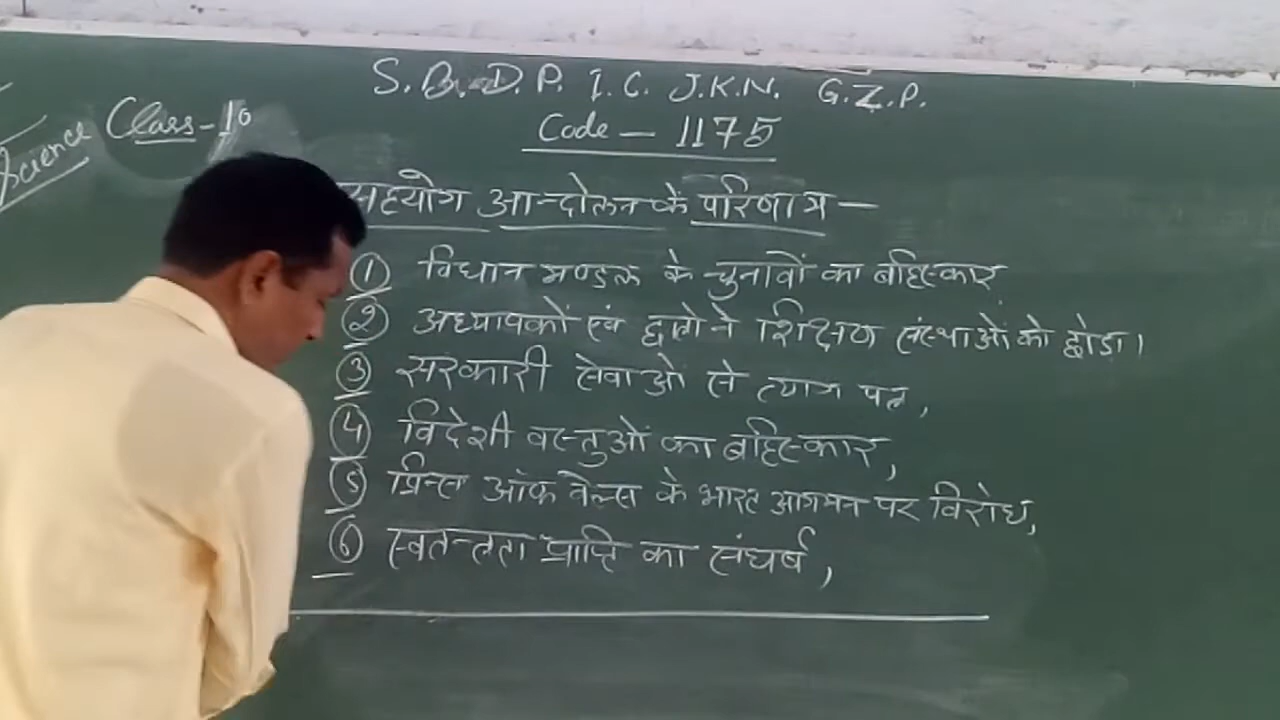 S. B. D. P. I. C. J.K.N. G.Z.P.
Code — 1175
Science Class - 10
सहयोग आन्दोलन के परिणाम —
① विधान मण्डल के चुनावों का बहिस्कार
② अध्यापकों एवं छात्रो ने शिक्षण संस्थाओं को छोडा।
③ सरकारी सेवाओ से त्याग पत्र,
④ विदेशी वस्तुओं का बहिस्कार,
⑤ प्रिन्स ऑफ वेल्स के भारत आगमन पर विरोध,
⑥ स्वतन्त्रता प्राप्ति का संघर्ष,